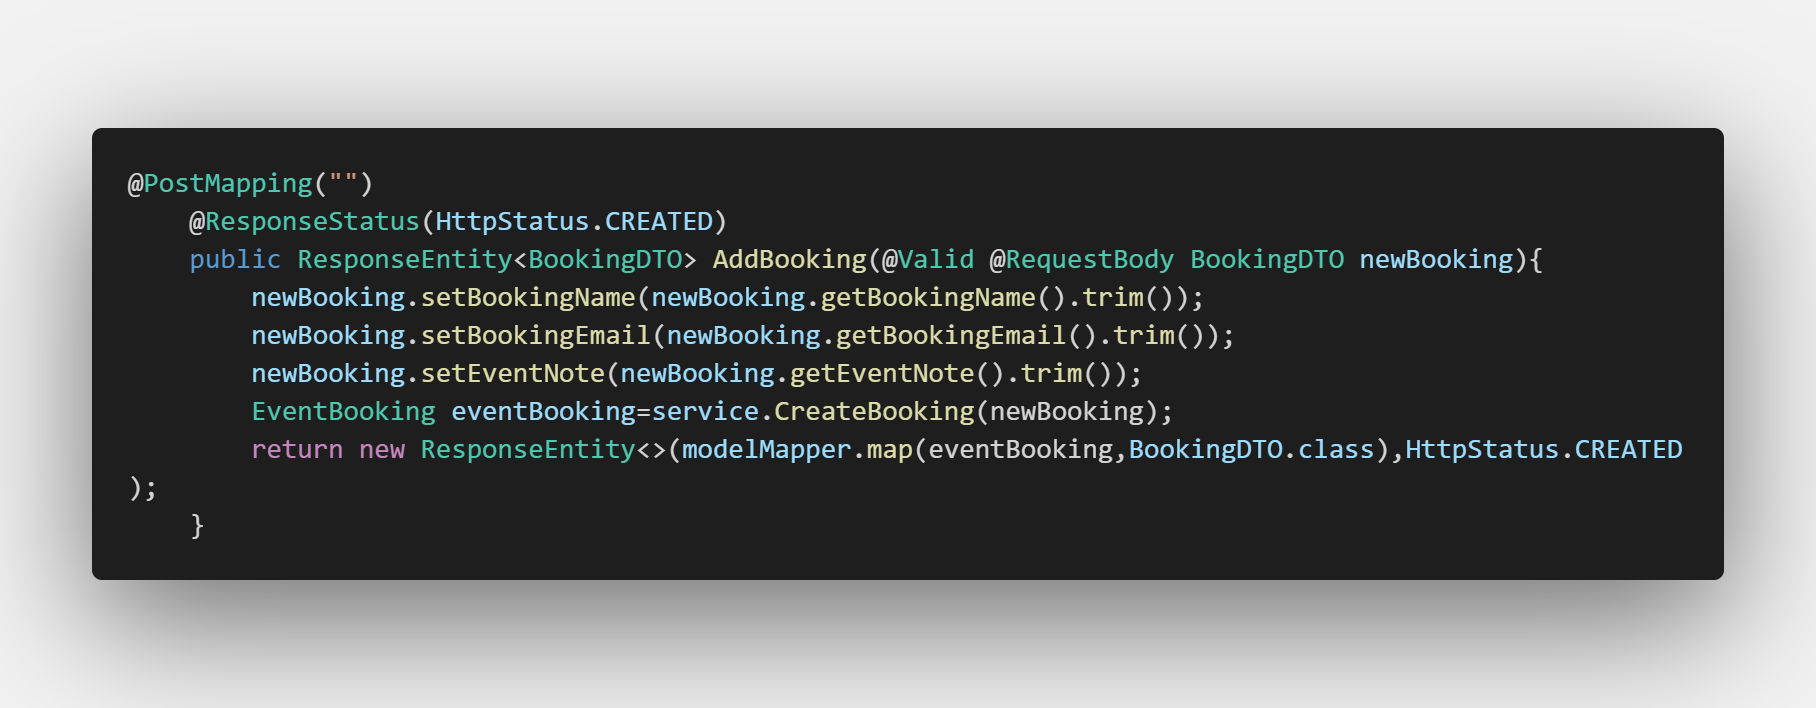 @PostMapping("")
    @ResponseStatus(HttpStatus.CREATED)
    public ResponseEntity<BookingDTO> AddBooking(@Valid @RequestBody BookingDTO newBooking){
        newBooking.setBookingName(newBooking.getBookingName().trim());
        newBooking.setBookingEmail(newBooking.getBookingEmail().trim());
        newBooking.setEventNote(newBooking.getEventNote().trim());
        EventBooking eventBooking=service.CreateBooking(newBooking);
        return new ResponseEntity<>(modelMapper.map(eventBooking,BookingDTO.class),HttpStatus.CREATED
);
    }